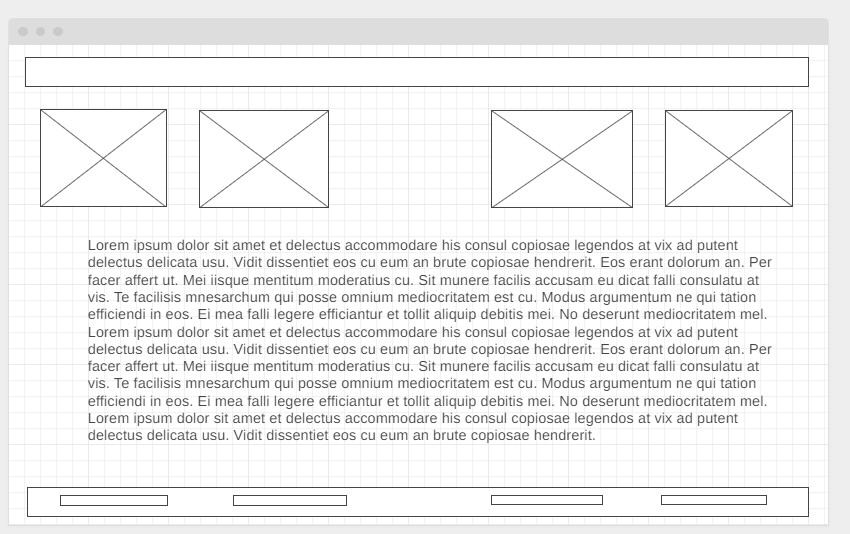 Lorem ipsum dolor sit amet et delectus accommodare his consul copiosae legendos at vix ad putent
delectus delicata usu. Vidit dissentiet eos cu eum an brute copiosae hendrerit. Eos erant dolorum an. Per
facer affert ut. Mei iisque mentitum moderatius cu. Sit munere facilis accusam eu dicat falli consulatu at
vis. Te facilisis mnesarchum qui posse omnium mediocritatem est cu. Modus argumentum ne qui tation
efficiendi in eos. Ei mea falli legere efficiantur et tollit aliquip debitis mei. No deserunt mediocritatem mel.
Lorem ipsum dolor sit amet et delectus accommodare his consul copiosae legendos at vix ad putent
delectus delicata usu. Vidit dissentiet eos cu eum an brute copiosae hendrerit. Eos erant dolorum an. Per
facer affert ut. Mei iisque mentitum moderatius cu. Sit munere facilis accusam eu dicat falli consulatu at
vis. Te facilisis mnesarchum qui posse omnium mediocritatem est cu. Modus argumentum ne qui tation
efficiendi in eos. Ei mea falli legere efficiantur et tollit aliquip debitis mei. No deserunt mediocritatem mel.
Lorem ipsum dolor sit amet et delectus accommodare his consul copiosae legendos at vix ad putent
delectus delicata usu. Vidit dissentiet eos cu eum an brute copiosae hendrerit.